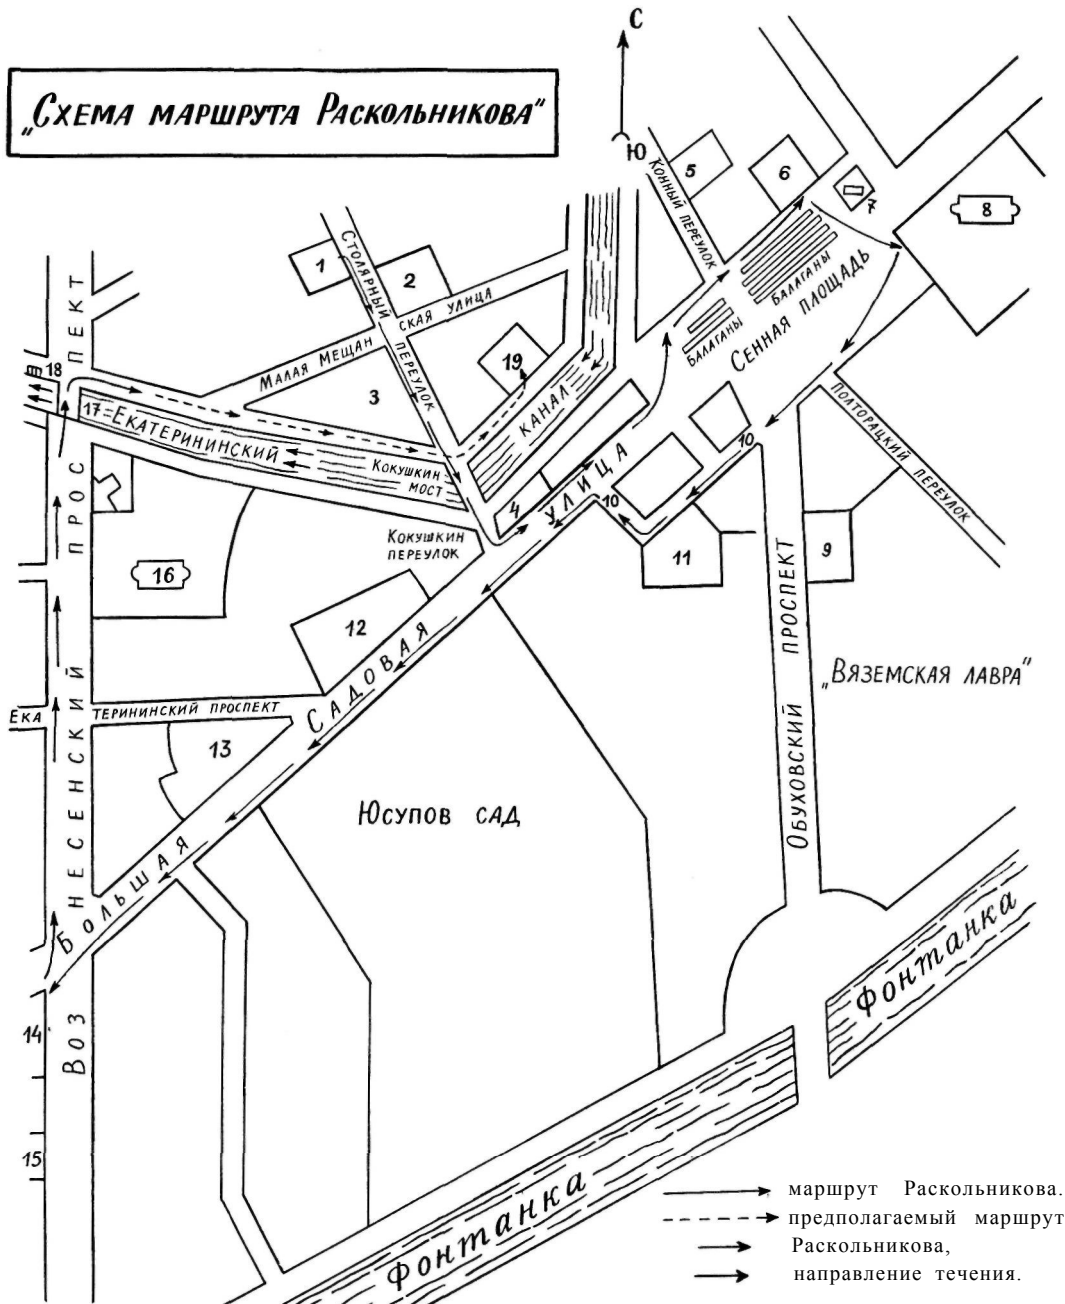 С
Ю
„Схема маршрута Раскольникова“
1
2
3
4
5
6
7
8
9
10
10
11
12
13
14
15
16
17
18
19
Столярный переулок
Конный переулок
Малая Мещанская улица
Балаганы
Балаганы
Сенная площадь
Полторацкий переулок
Екатерининский
канал
Кокушкин
мост
Кокушкин
переулок
Большая Садовая улица
Вознесенский проспект
Екатерининский проспект
Обуховский проспект
„Вяземская лавра“
Юсупов сад
Фонтанка
Фонтанка
маршрут Раскольникова.
предполагаемый маршрут
Раскольникова,
направление течения.